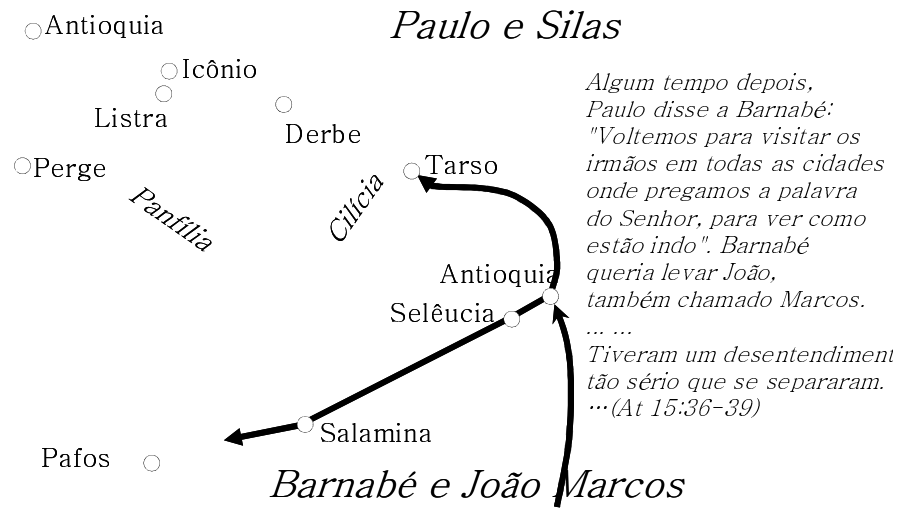 Paulo e Silas
Antioquia
Icônio
Listra
Derbe
Perge
Tarso
Panfília
Cilícia
Antioquia
Selêucia
Salamina
Pafos
Barnabé e João Marcos
Algum tempo depois,
Paulo disse a Barnabé:
"Voltemos para visitar os
irmãos em todas as cidades
onde pregamos a palavra
do Senhor, para ver como
estão indo". Barnabé
queria levar João,
também chamado Marcos.
... ...
Tiveram um desentendiment
tão sério que se separaram.
…(At 15:36-39)